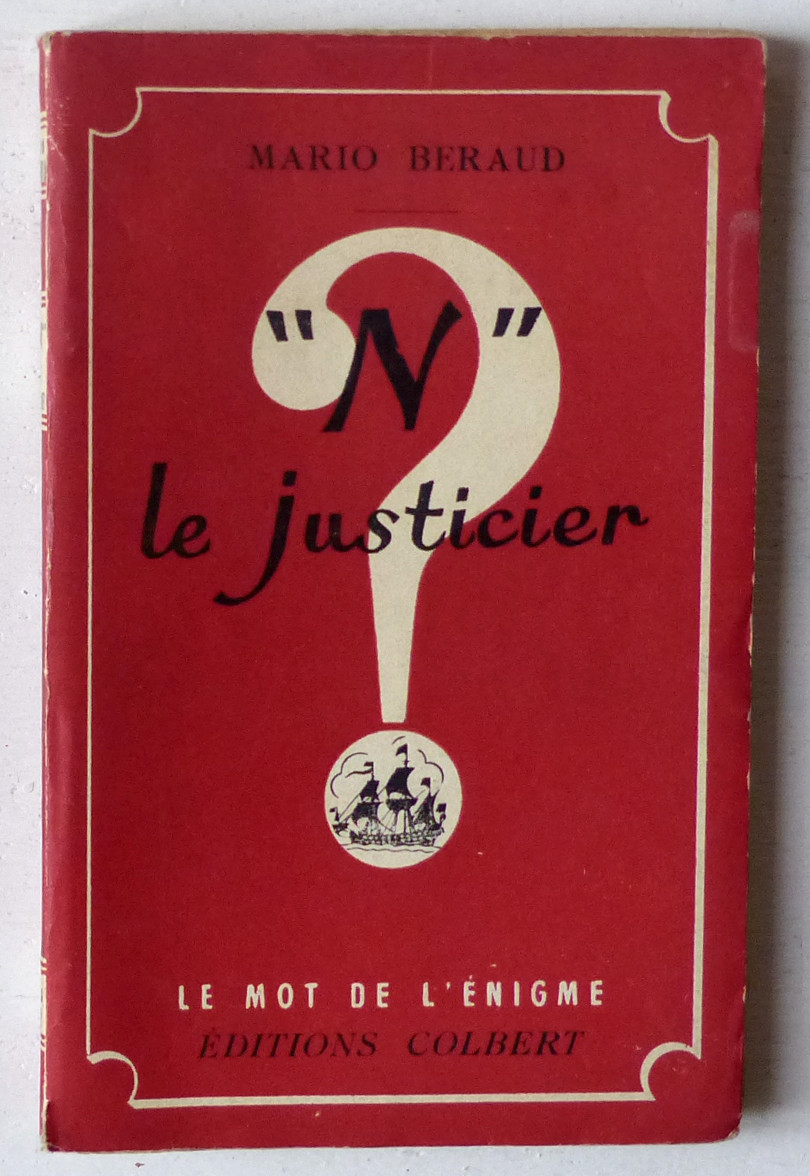 MARIO BERAUD
"N"
le justicier
LE MOT DE L'ÉNIGME
ÉDITIONS COLBERT